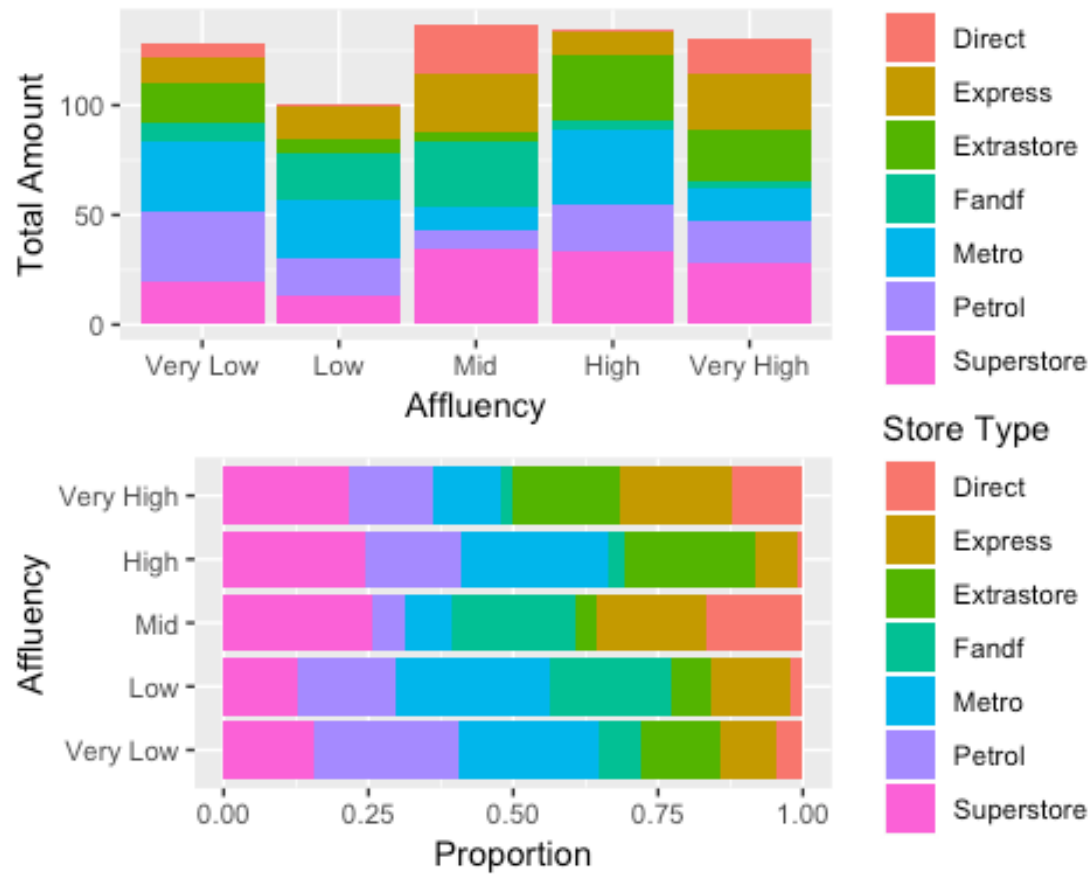 Total Amount
100
50
0
Very Low
Low
Mid
High
Very High
Affluency
Direct
Express
Extrastore
Fandf
Metro
Petrol
Superstore
Affluency
Very High
High
Mid
Low
Very Low
0.00
0.25
0.50
0.75
1.00
Proportion
Store Type
Direct
Express
Extrastore
Fandf
Metro
Petrol
Superstore